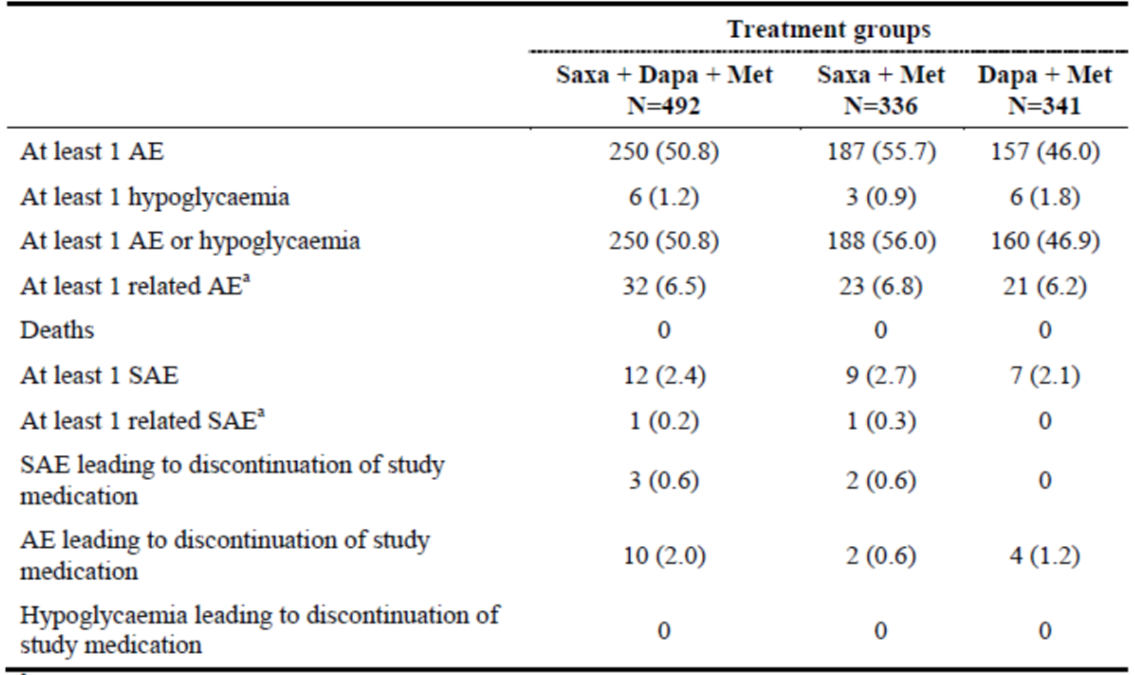 Treatment groups
Saxa + Dapa + Met Saxa + Met Dapa + Met
N=492 N=336 N=341
At least 1 AE 250 (50.8) 187 (55.7) 157 (46.0)
At least 1 hypoglycaemia 6 (1.2) 3 (0.9) 6 (1.8)
At least 1 AE or hypoglycaemia 250 (50.8) 188 (56.0) 160 (46.9)
At least 1 related AEᵃ 32 (6.5) 23 (6.8) 21 (6.2)
Deaths 0 0 0
At least 1 SAE 12 (2.4) 9 (2.7) 7 (2.1)
At least 1 related SAEᵃ 1 (0.2) 1 (0.3) 0
SAE leading to discontinuation of study
medication 3 (0.6) 2 (0.6) 0
AE leading to discontinuation of study
medication 10 (2.0) 2 (0.6) 4 (1.2)
Hypoglycaemia leading to discontinuation of
study medication 0 0 0